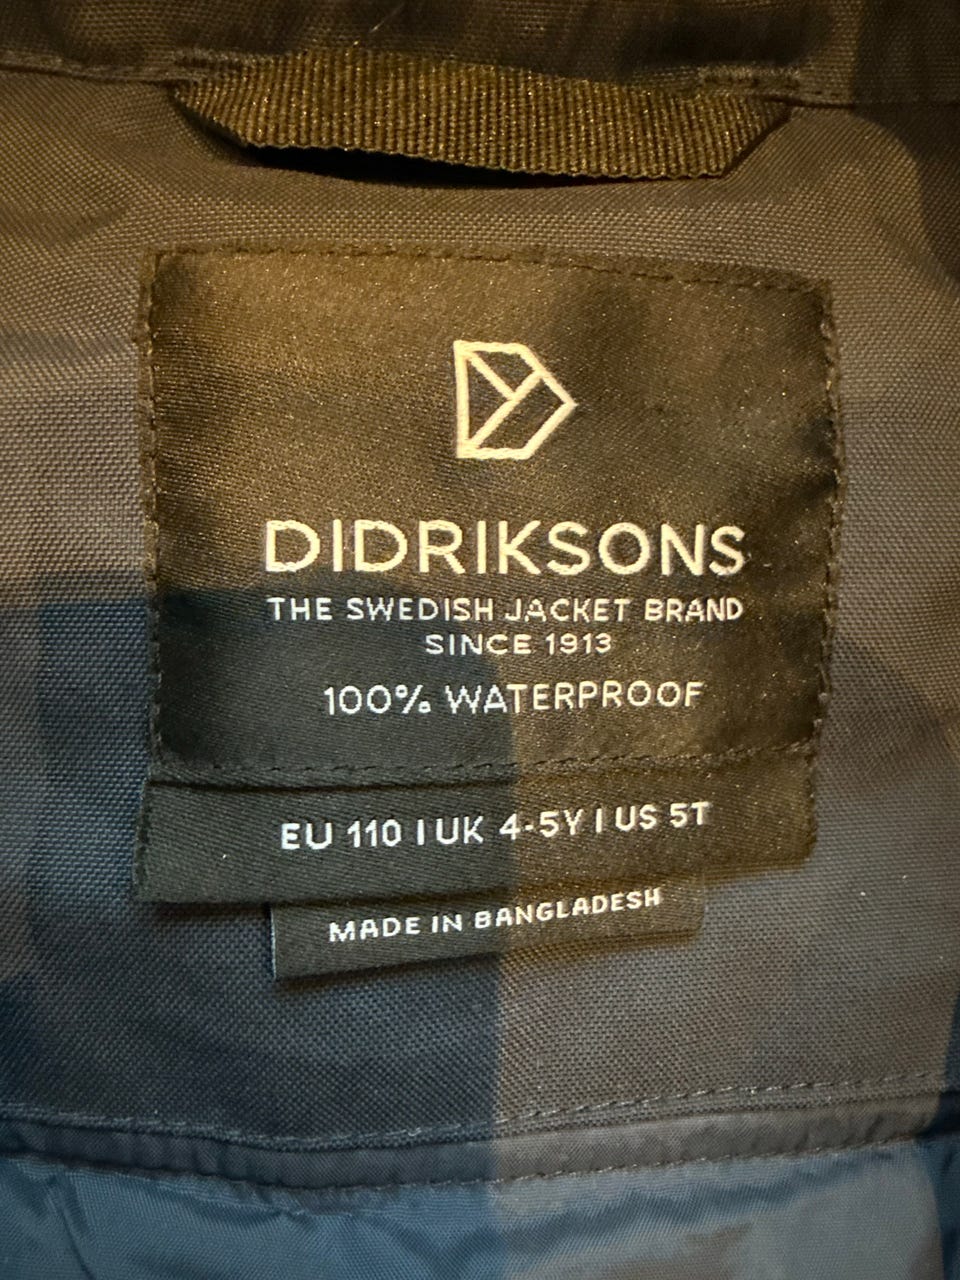 DIDRIKSONS
THE SWEDISH JACKET BRAND
SINCE 1913
100% WATERPROOF
EU 110 | UK 4-5Y | US 5T
MADE IN BANGLADESH